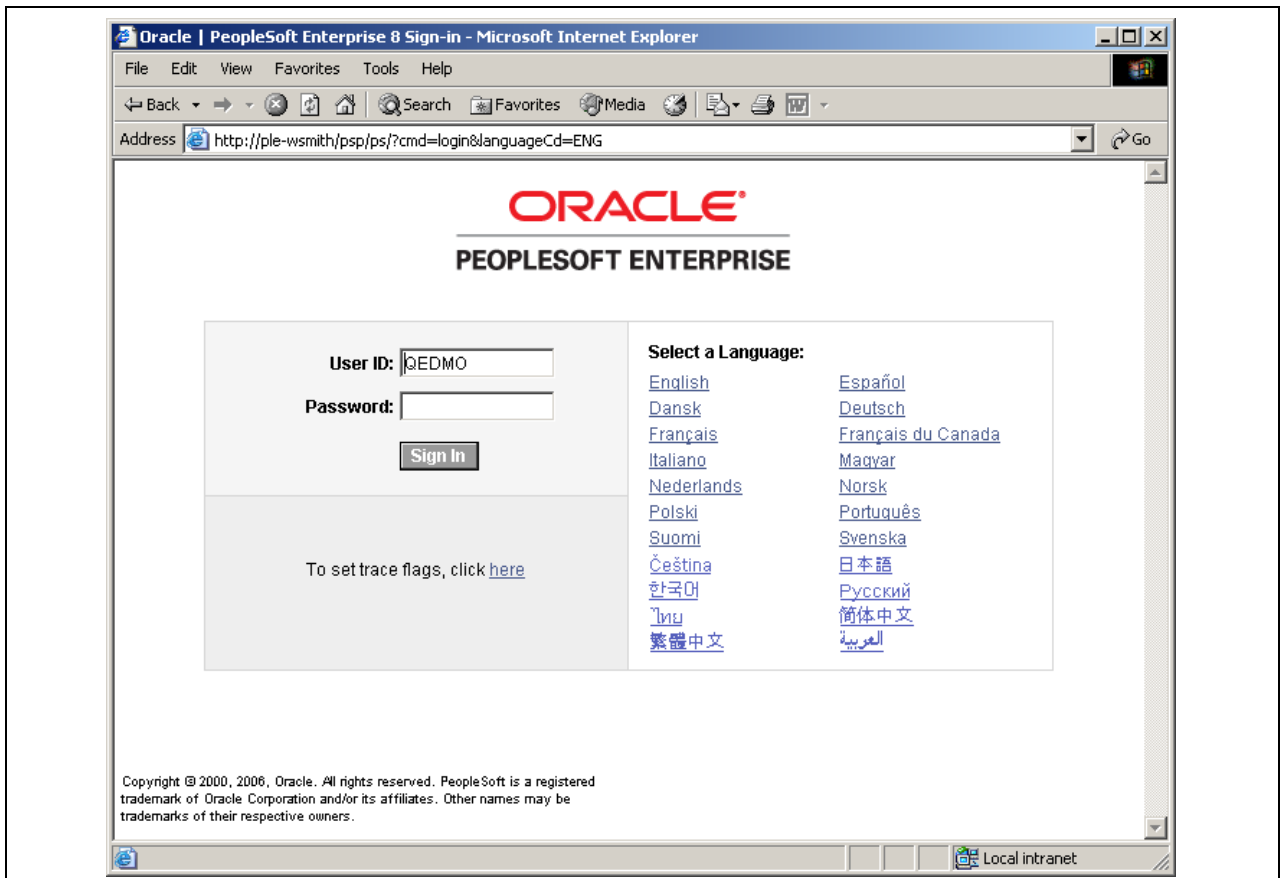 Oracle | PeopleSoft Enterprise 8 Sign-in - Microsoft Internet Explorer
File Edit View Favorites Tools Help
Back Search Favorites Media
Address http://ple-wsmith/psp/ps/?cmd=login&languageCd=ENG Go
ORACLE®
PEOPLESOFT ENTERPRISE
User ID: QEDMO
Password:
Sign In
To set trace flags, click here
Select a Language:
English Español
Dansk Deutsch
Français Français du Canada
Italiano Magyar
Nederlands Norsk
Polski Português
Suomi Svenska
Čeština 日本語
한국어 Русский
ไทย 简体中文
繁體中文 العربية
Copyright © 2000, 2006, Oracle. All rights reserved. PeopleSoft is a registered
trademark of Oracle Corporation and/or its affiliates. Other names may be
trademarks of their respective owners.
Local intranet